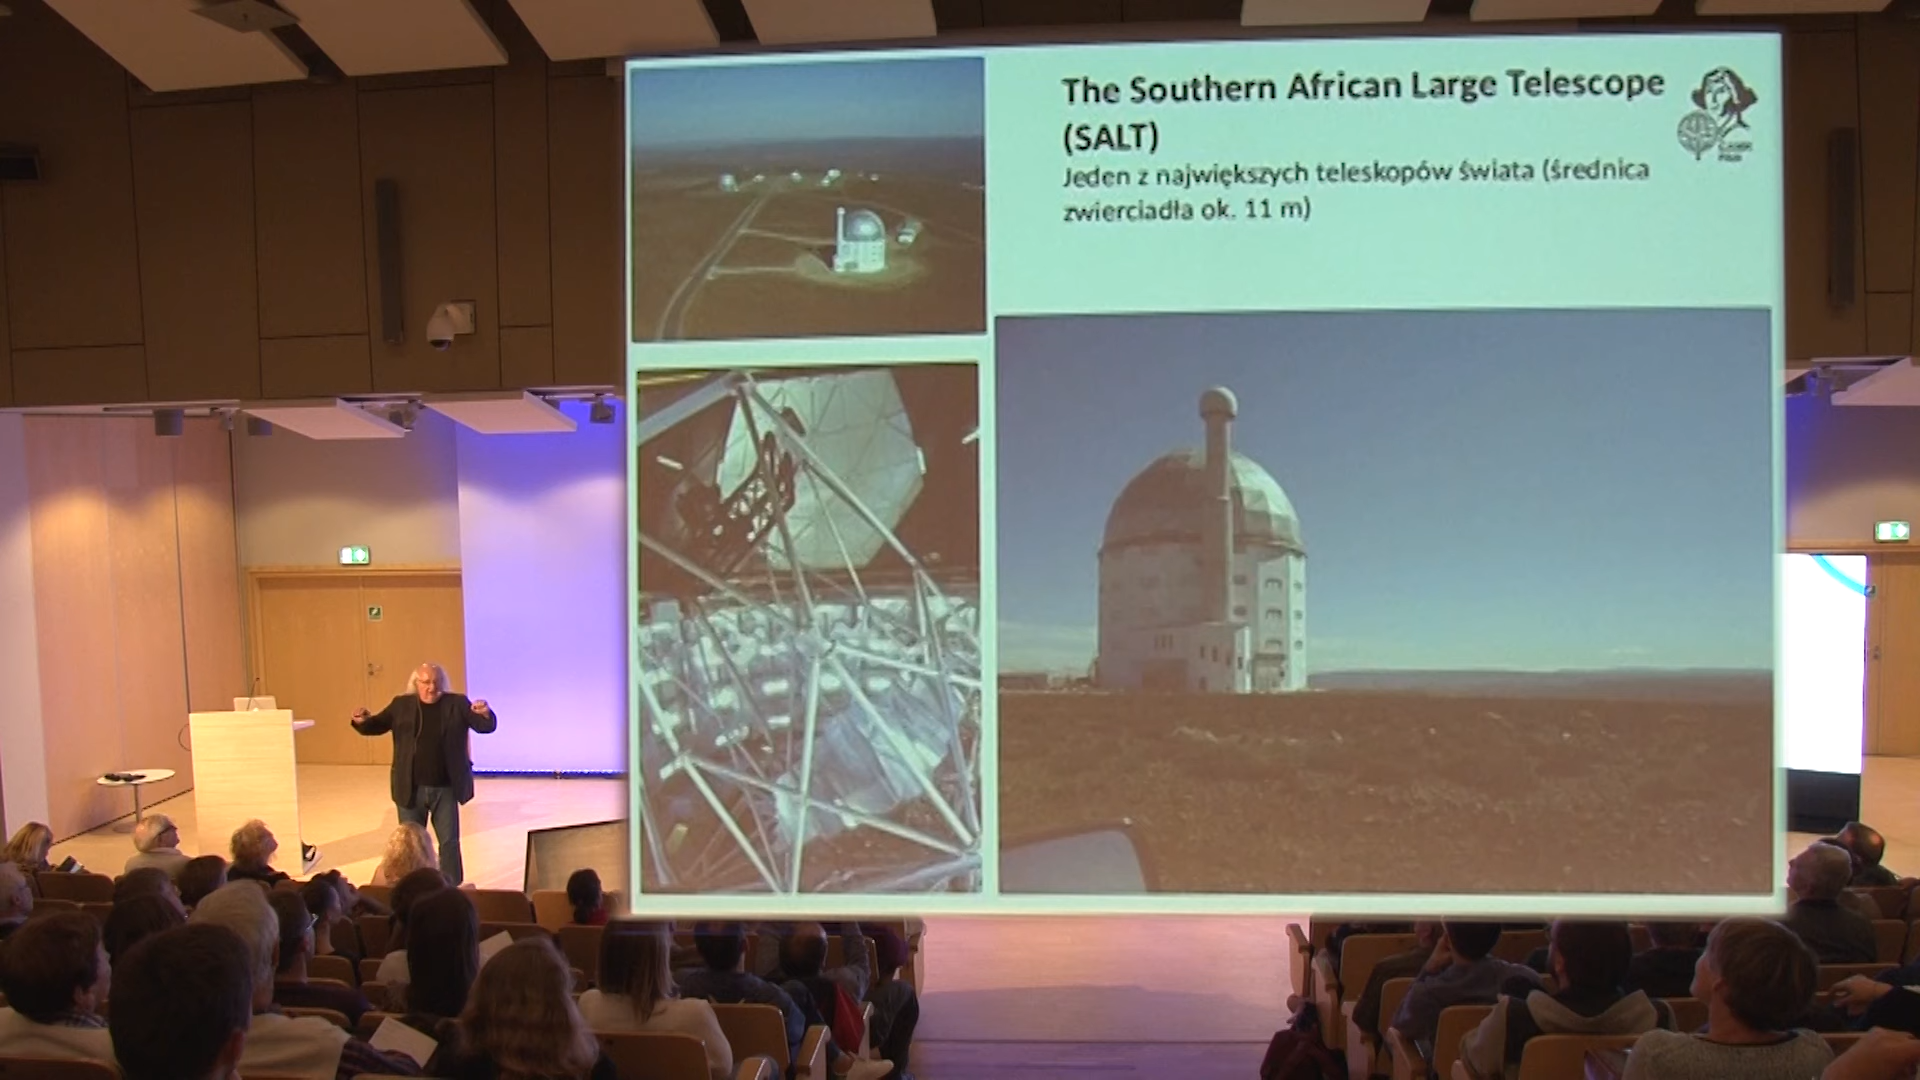 The Southern African Large Telescope
(SALT)
Jeden z największych teleskopów świata (średnica
zwierciadła ok. 11 m)